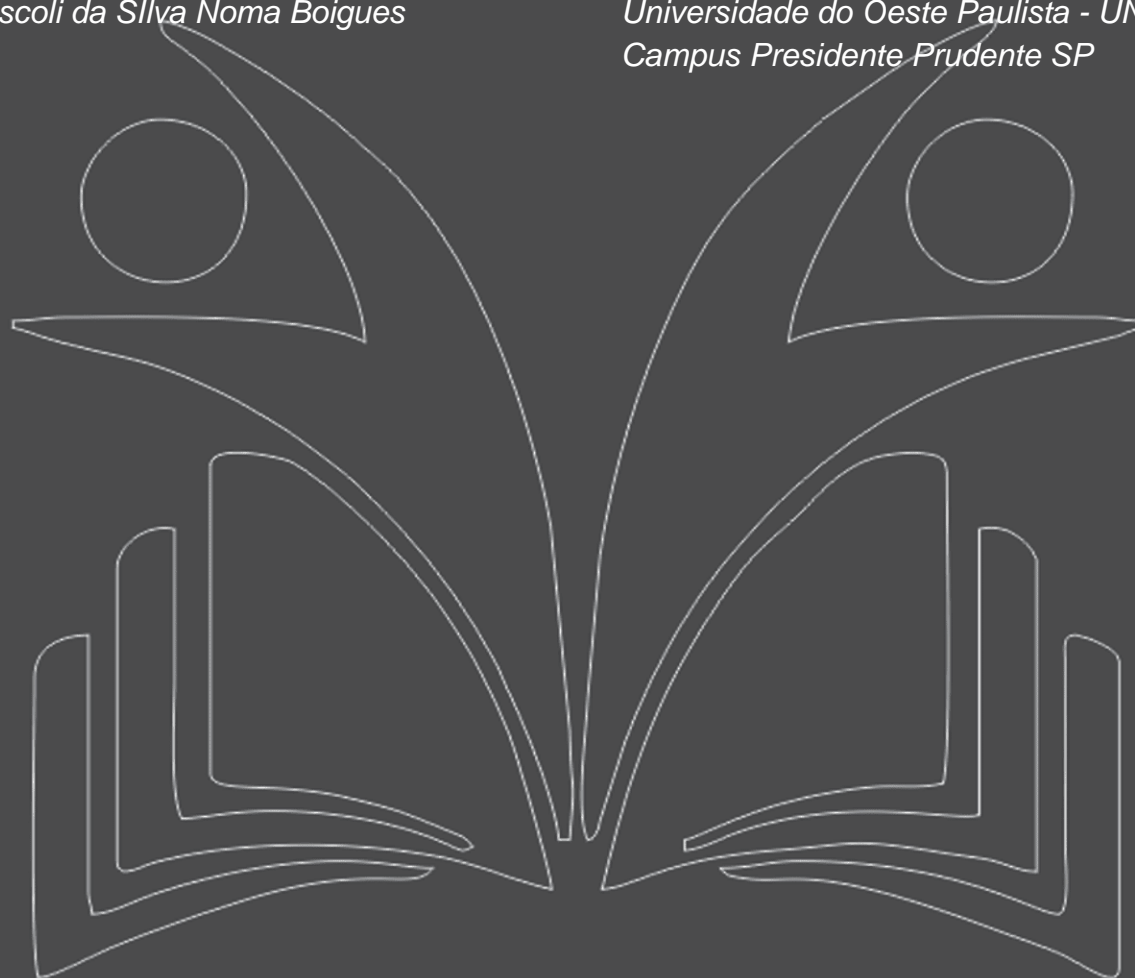 scoli da SIlva Noma Boigues
Universidade do Oeste Paulista - UN
Campus Presidente Prudente SP